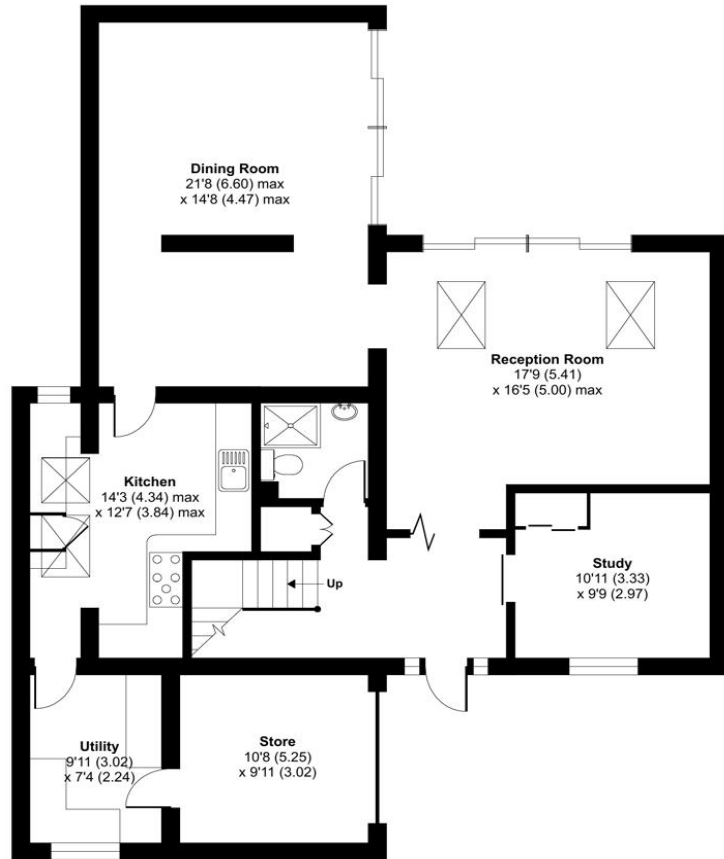 Dining Room
21'8 (6.60) max
x 14'8 (4.47) max
Reception Room
17'9 (5.41)
x 16'5 (5.00) max
Kitchen
14'3 (4.34) max
x 12'7 (3.84) max
Study
10'11 (3.33)
x 9'9 (2.97)
Up
Utility
9'11 (3.02)
x 7'4 (2.24)
Store
10'8 (5.25)
x 9'11 (3.02)